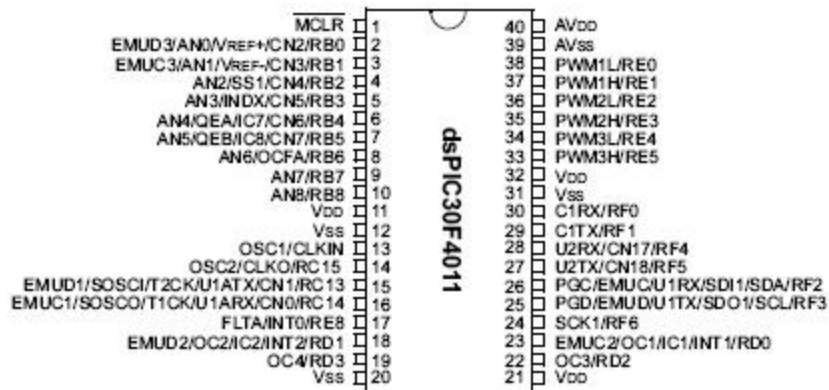 MCLR 1
EMUD3/AN0/VREF+/CN2/RB0 2
EMUC3/AN1/VREF-/CN3/RB1 3
AN2/SS1/CN4/RB2 4
AN3/INDX/CN5/RB3 5
AN4/QEA/IC7/CN6/RB4 6
AN5/QEB/IC8/CN7/RB5 7
AN6/OCFA/RB6 8
AN7/RB7 9
AN8/RB8 10
VDD 11
VSS 12
OSC1/CLKIN 13
OSC2/CLKO/RC15 14
EMUD1/SOSCI/T2CK/U1ATX/CN1/RC13 15
EMUC1/SOSCO/T1CK/U1ARX/CN0/RC14 16
FLTA/INT0/RE8 17
EMUD2/OC2/IC2/INT2/RD1 18
OC4/RD3 19
VSS 20
dsPIC30F4011
40 AVDD
39 AVSS
38 PWM1L/RE0
37 PWM1H/RE1
36 PWM2L/RE2
35 PWM2H/RE3
34 PWM3L/RE4
33 PWM3H/RE5
32 VDD
31 VSS
30 C1RX/RF0
29 C1TX/RF1
28 U2RX/CN17/RF4
27 U2TX/CN18/RF5
26 PGC/EMUC/U1RX/SDI1/SDA/RF2
25 PGD/EMUD/U1TX/SDO1/SCL/RF3
24 SCK1/RF6
23 EMUC2/OC1/IC1/INT1/RD0
22 OC3/RD2
21 VDD